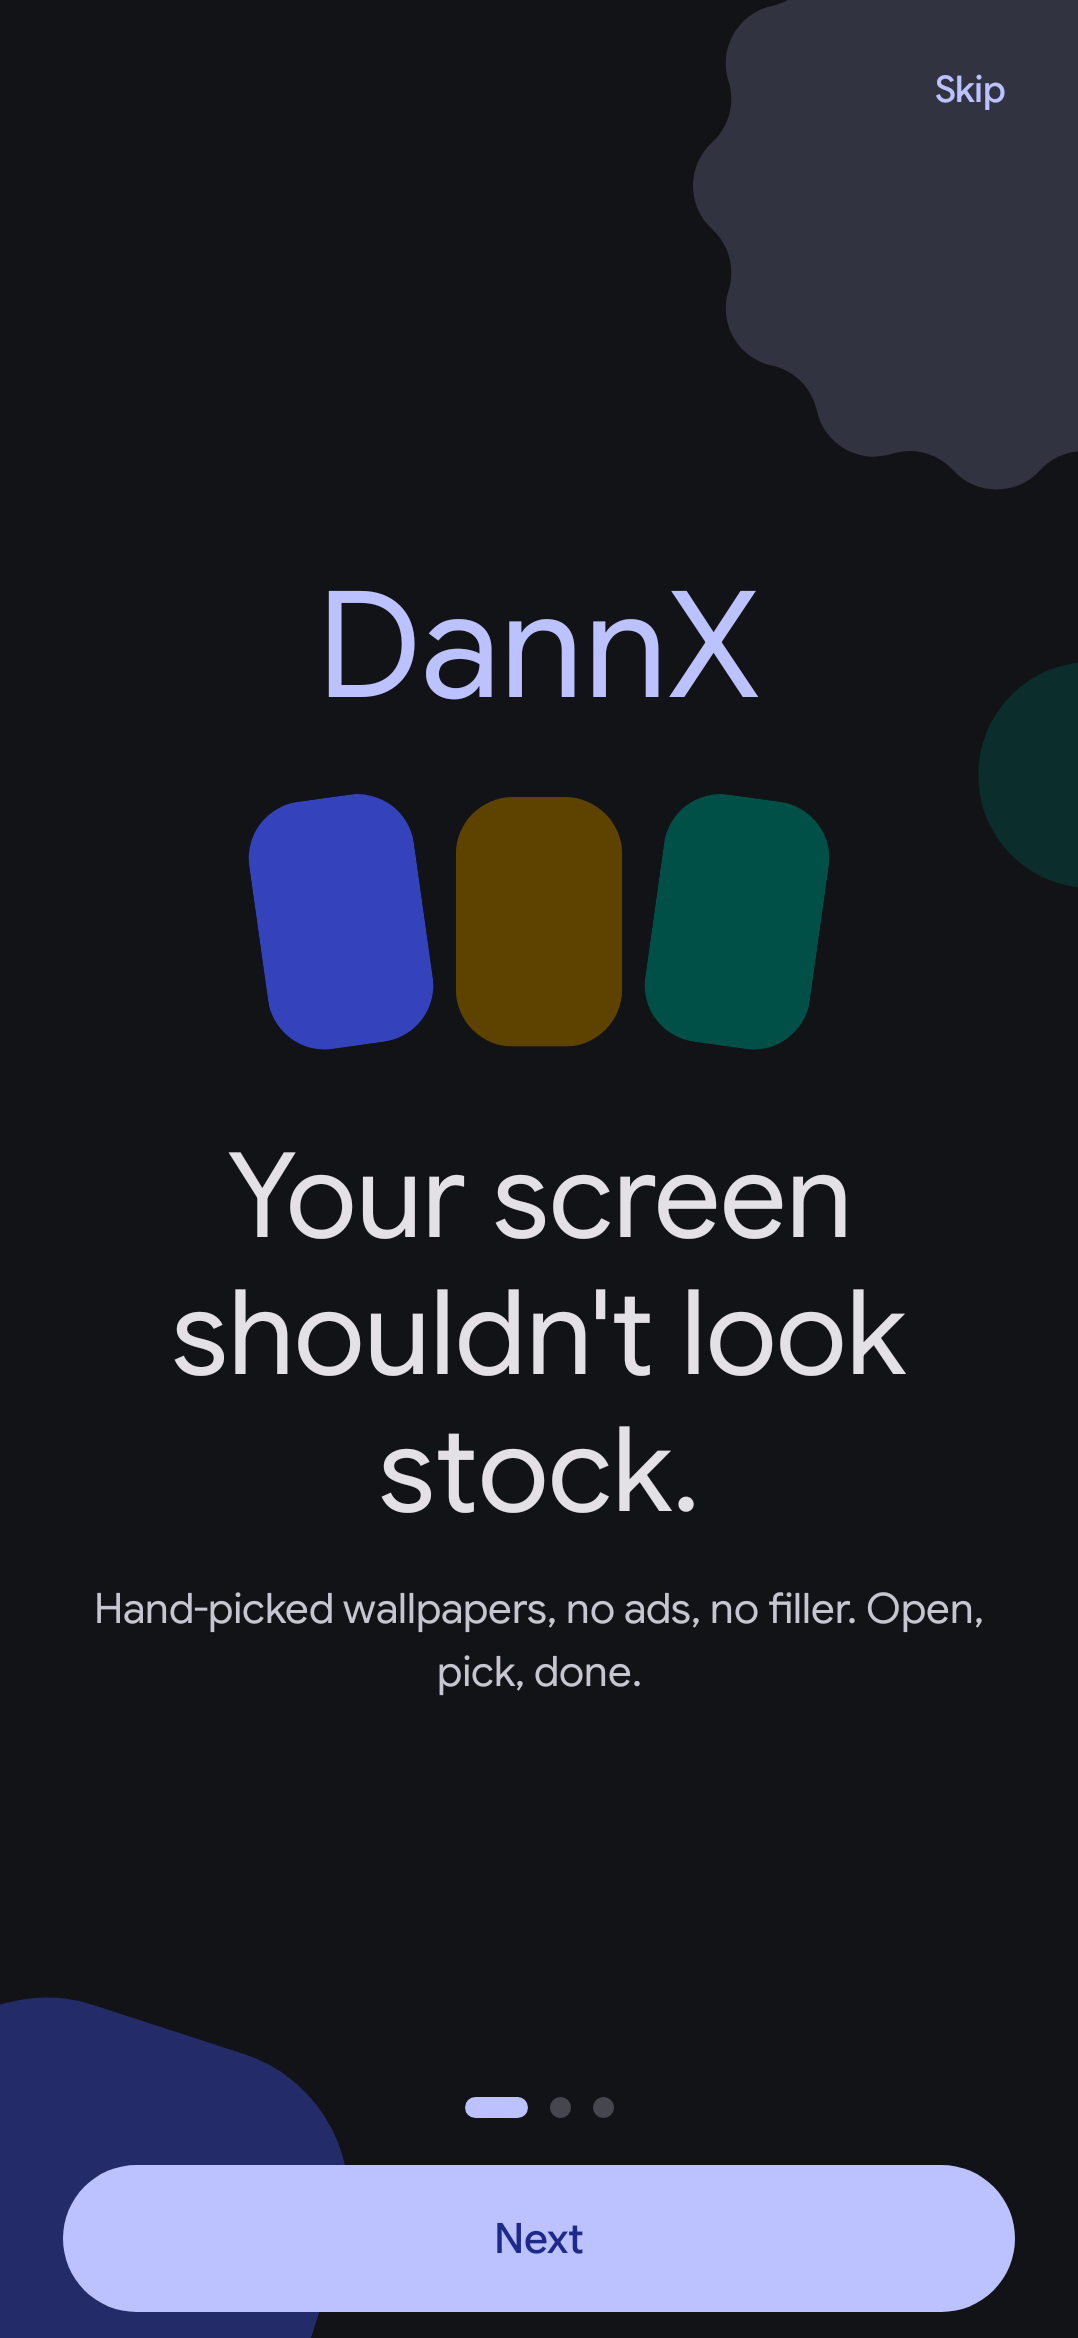 Skip
DannX
Your screen
shouldn't look
stock.
Hand-picked wallpapers, no ads, no filler. Open,
pick, done.
Next